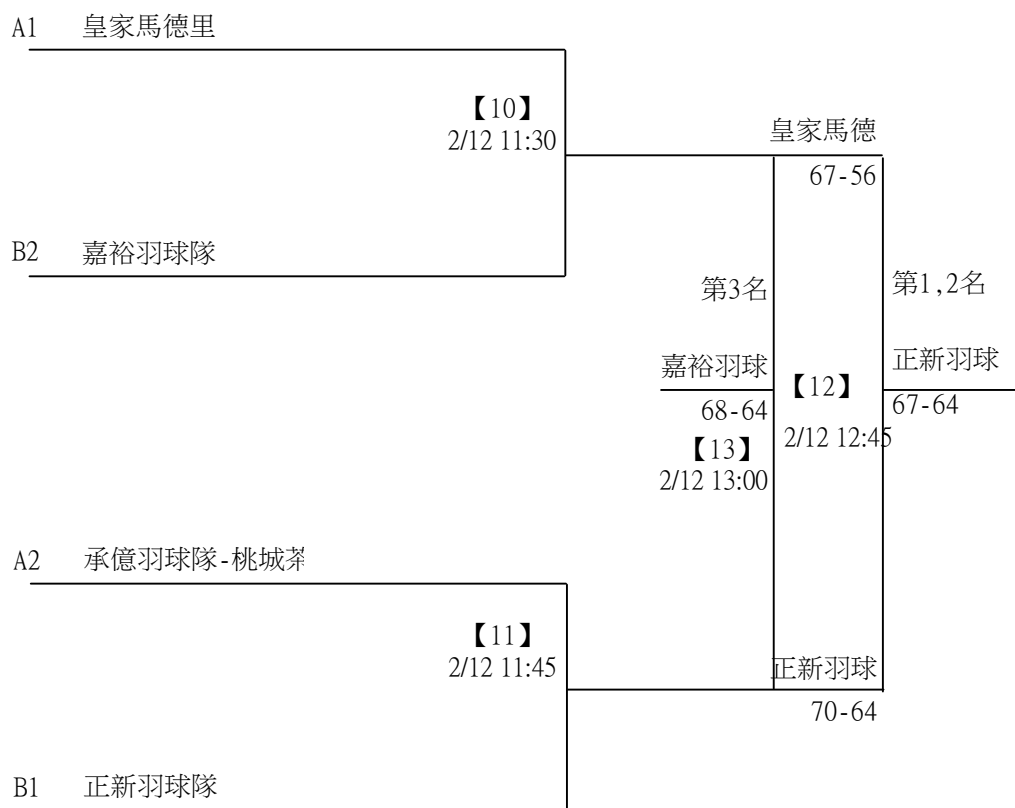 A1 皇家馬德里
【10】
2/12 11:30
皇家馬德
67-56
B2 嘉裕羽球隊
第3名
第1,2名
嘉裕羽球
68-64
【13】
2/12 13:00
【12】
2/12 12:45
正新羽球
67-64
A2 承億羽球隊-桃城茶
【11】
2/12 11:45
正新羽球
70-64
B1 正新羽球隊